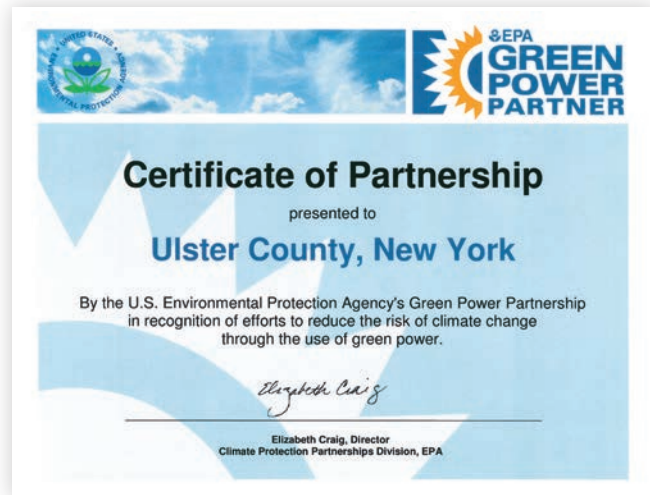 UNITED STATES
ENVIRONMENTAL PROTECTION AGENCY
EPA
GREEN
POWER
PARTNER
Certificate of Partnership
presented to
Ulster County, New York
By the U.S. Environmental Protection Agency's Green Power Partnership
in recognition of efforts to reduce the risk of climate change
through the use of green power.
Elizabeth Craig
Elizabeth Craig, Director
Climate Protection Partnerships Division, EPA